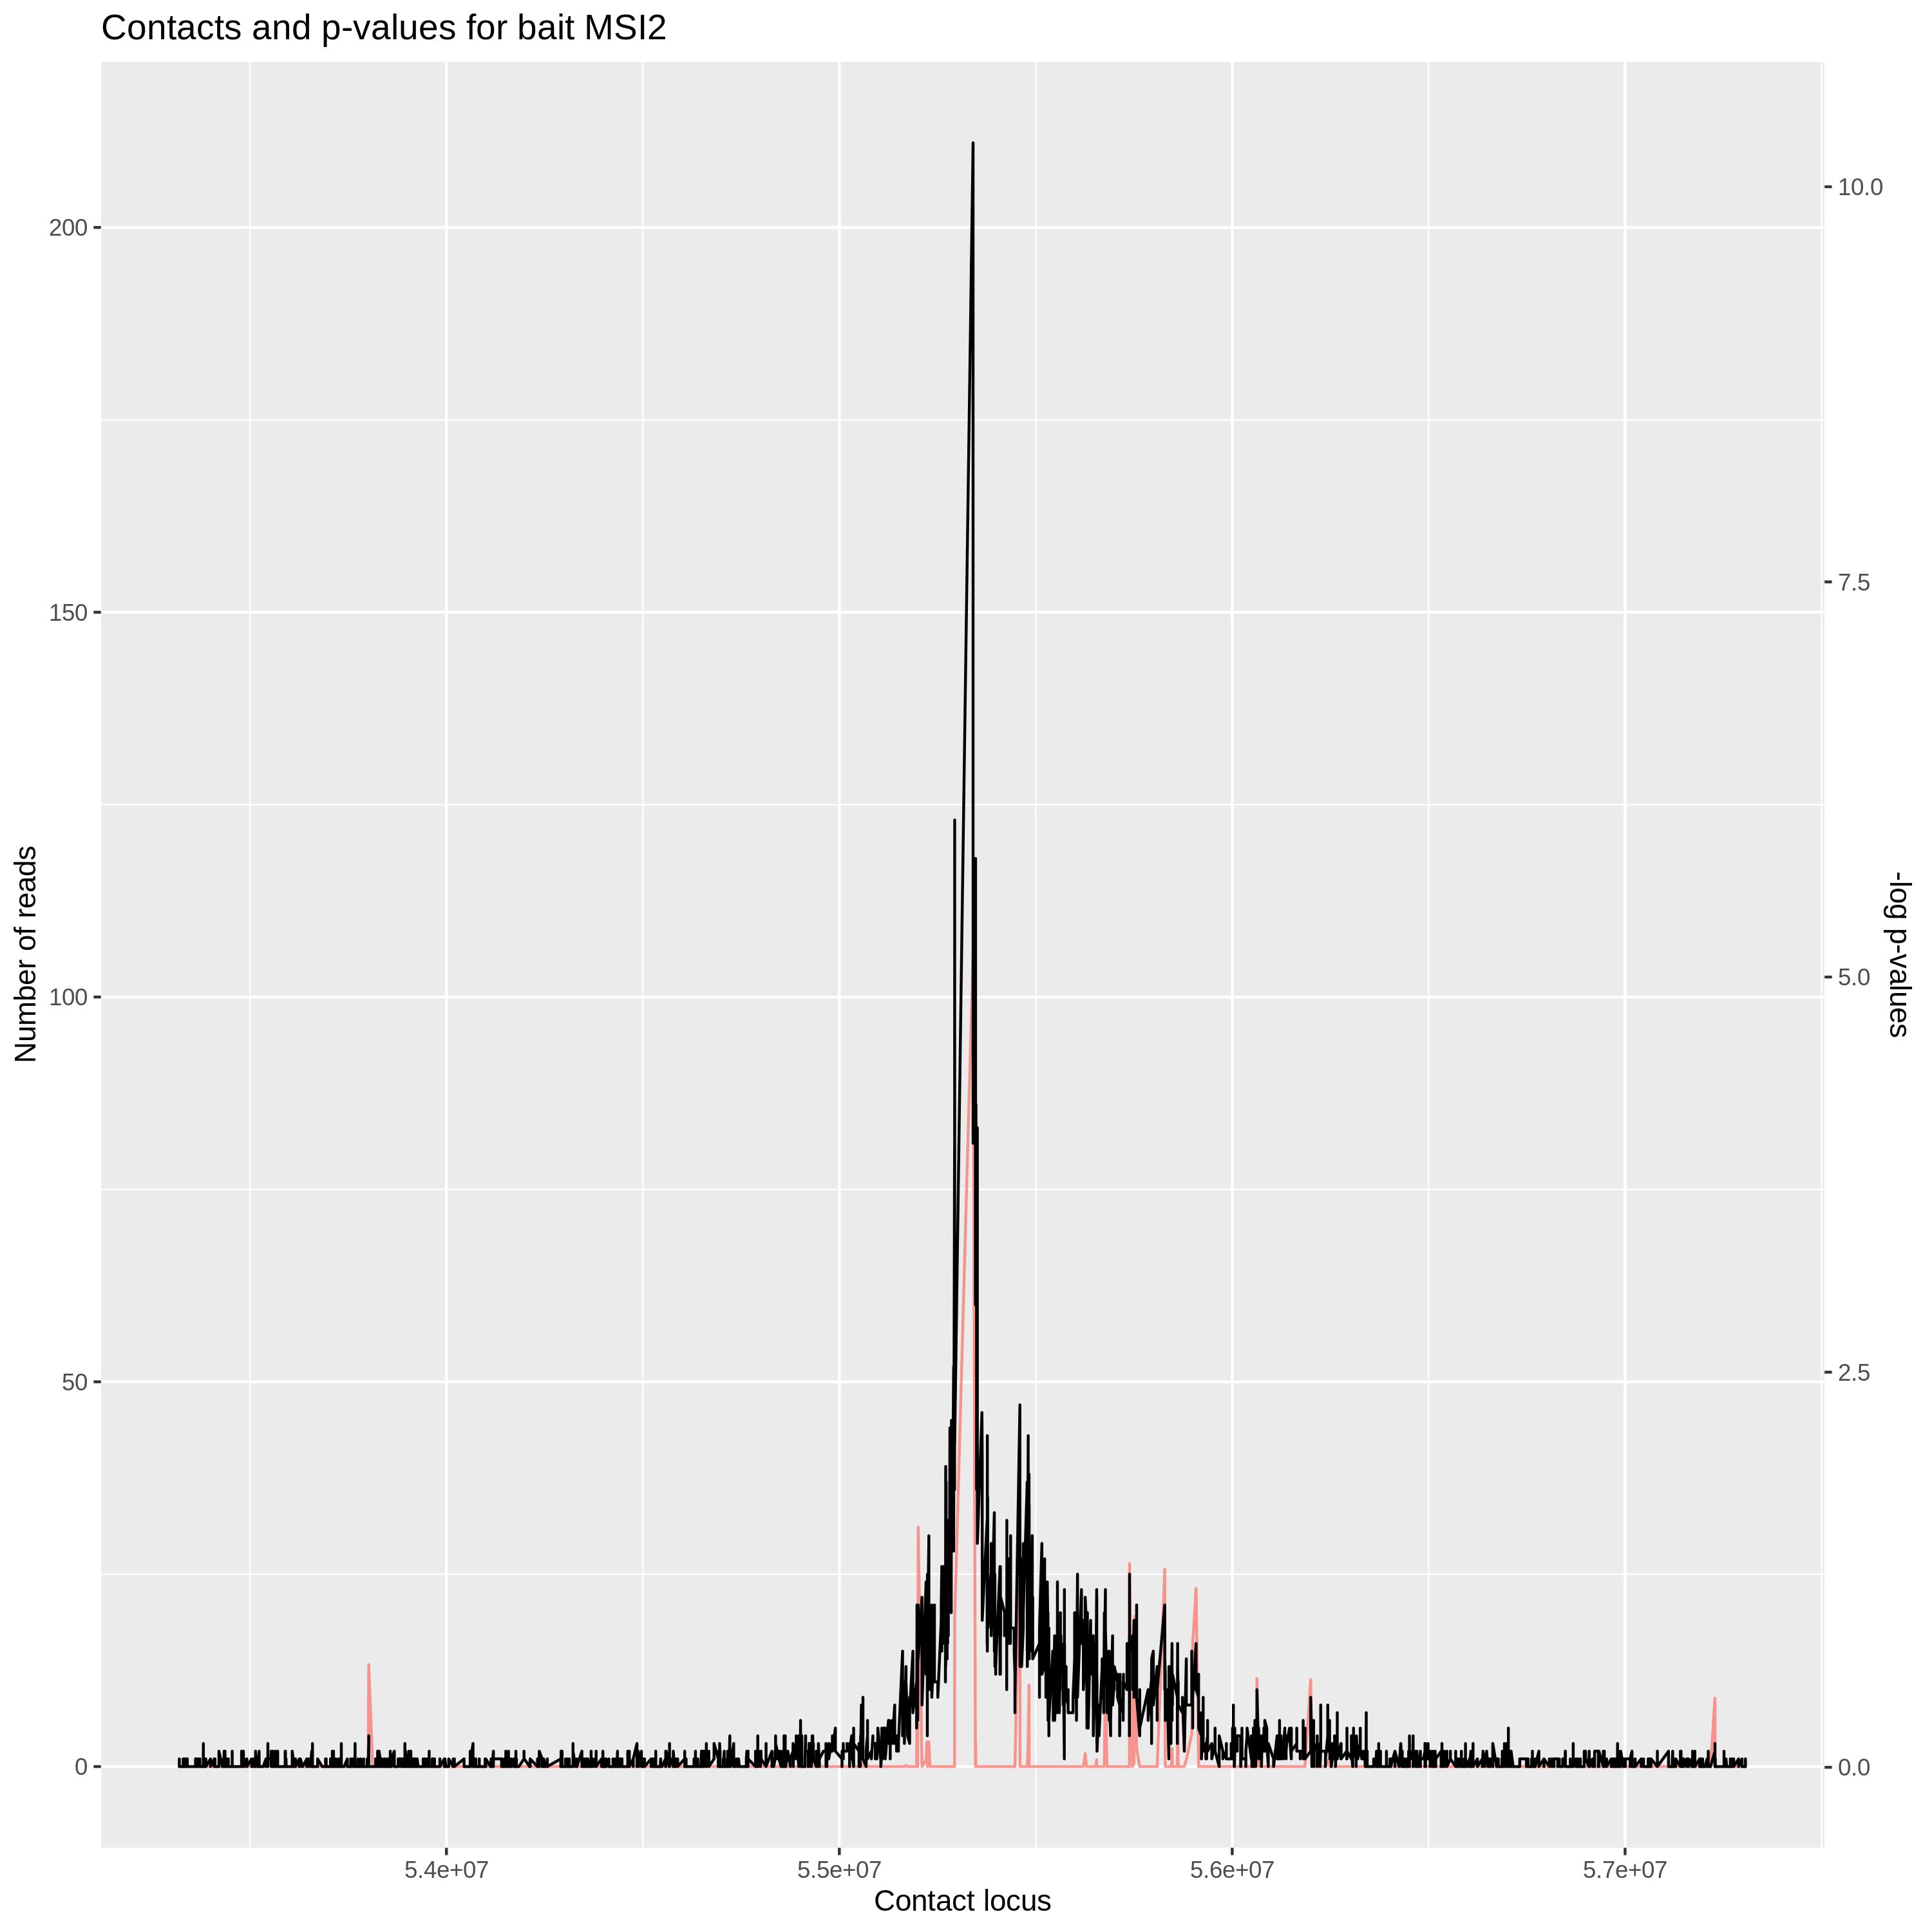 Contacts and p-values for bait MSI2
Number of reads
200
150
100
50
0
10.0
7.5
5.0
2.5
0.0
-log p-values
5.4e+07
5.5e+07
5.6e+07
5.7e+07
Contact locus